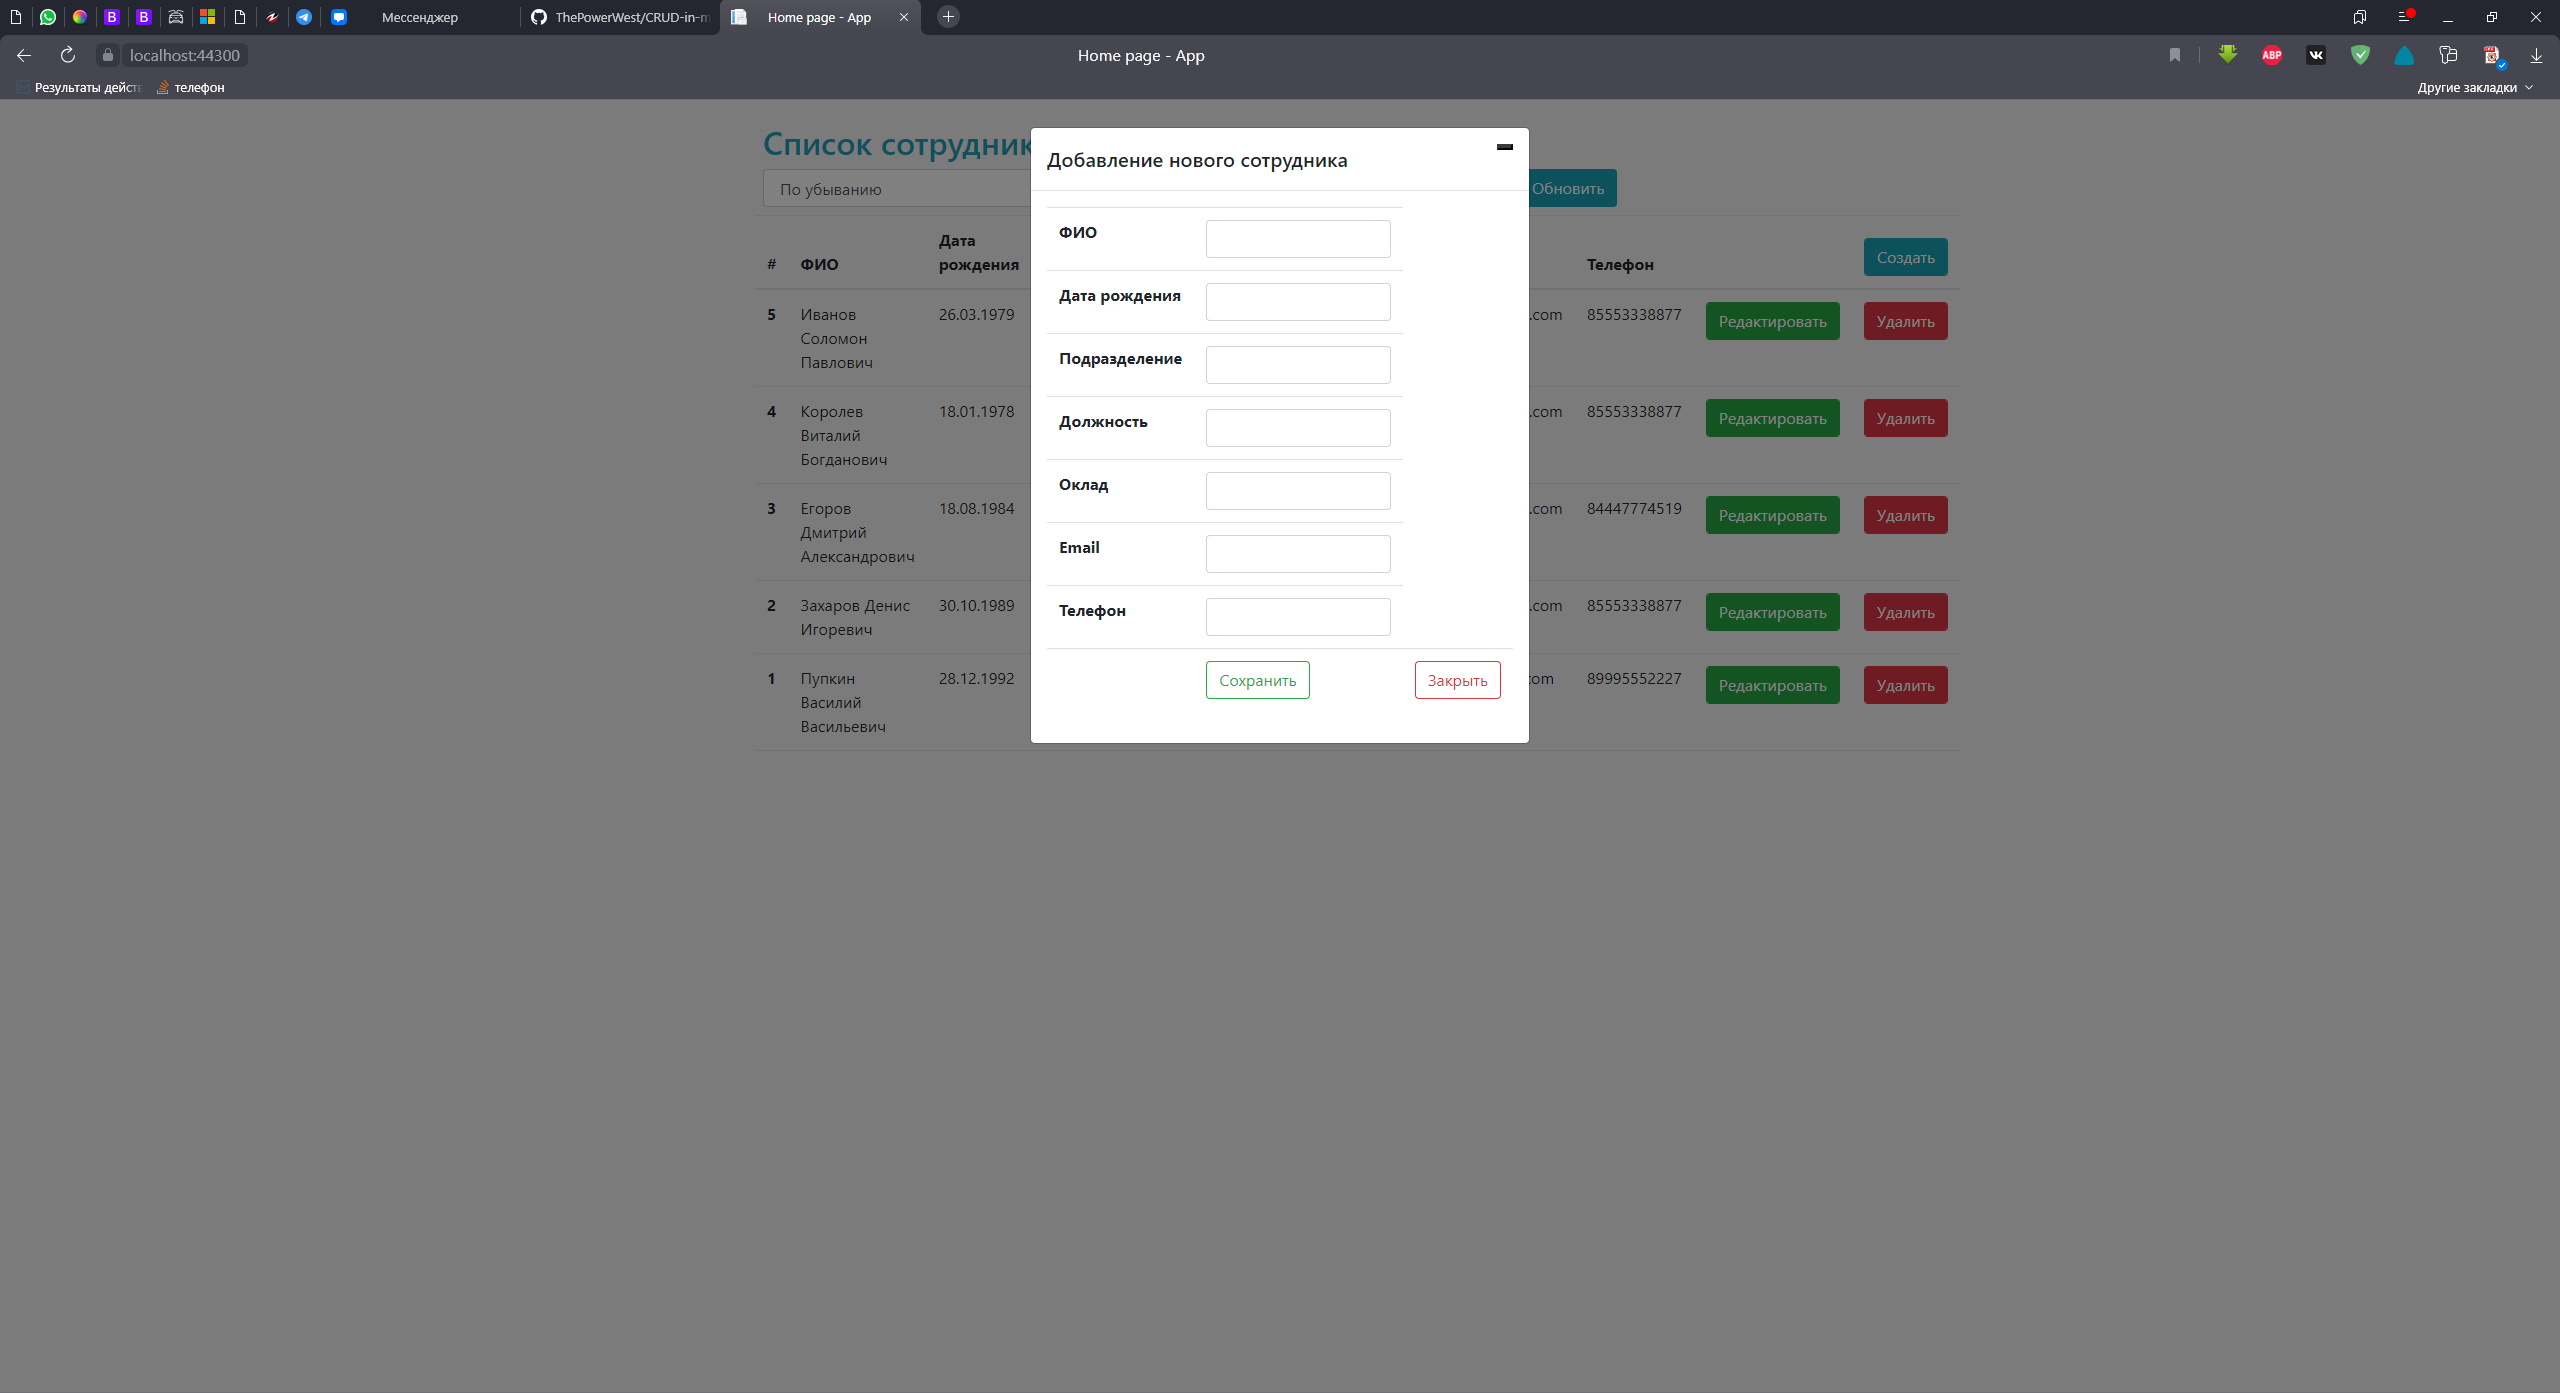 Мессенджер
ThePowerWest/CRUD-in-m
Home page - App
localhost:44300
Home page - App
ABP
Результаты дейст
телефон
Другие закладки
Список сотрудник
По убыванию
Обновить
# ФИО Дата рождения Телефон Создать
5 Иванов Соломон Павлович 26.03.1979 .com 85553338877 Редактировать Удалить
4 Королев Виталий Богданович 18.01.1978 .com 85553338877 Редактировать Удалить
3 Егоров Дмитрий Александрович 18.08.1984 .com 84447774519 Редактировать Удалить
2 Захаров Денис Игоревич 30.10.1989 .com 85553338877 Редактировать Удалить
1 Пупкин Василий Васильевич 28.12.1992 com 89995552227 Редактировать Удалить
Добавление нового сотрудника
ФИО
Дата рождения
Подразделение
Должность
Оклад
Email
Телефон
Сохранить Закрыть